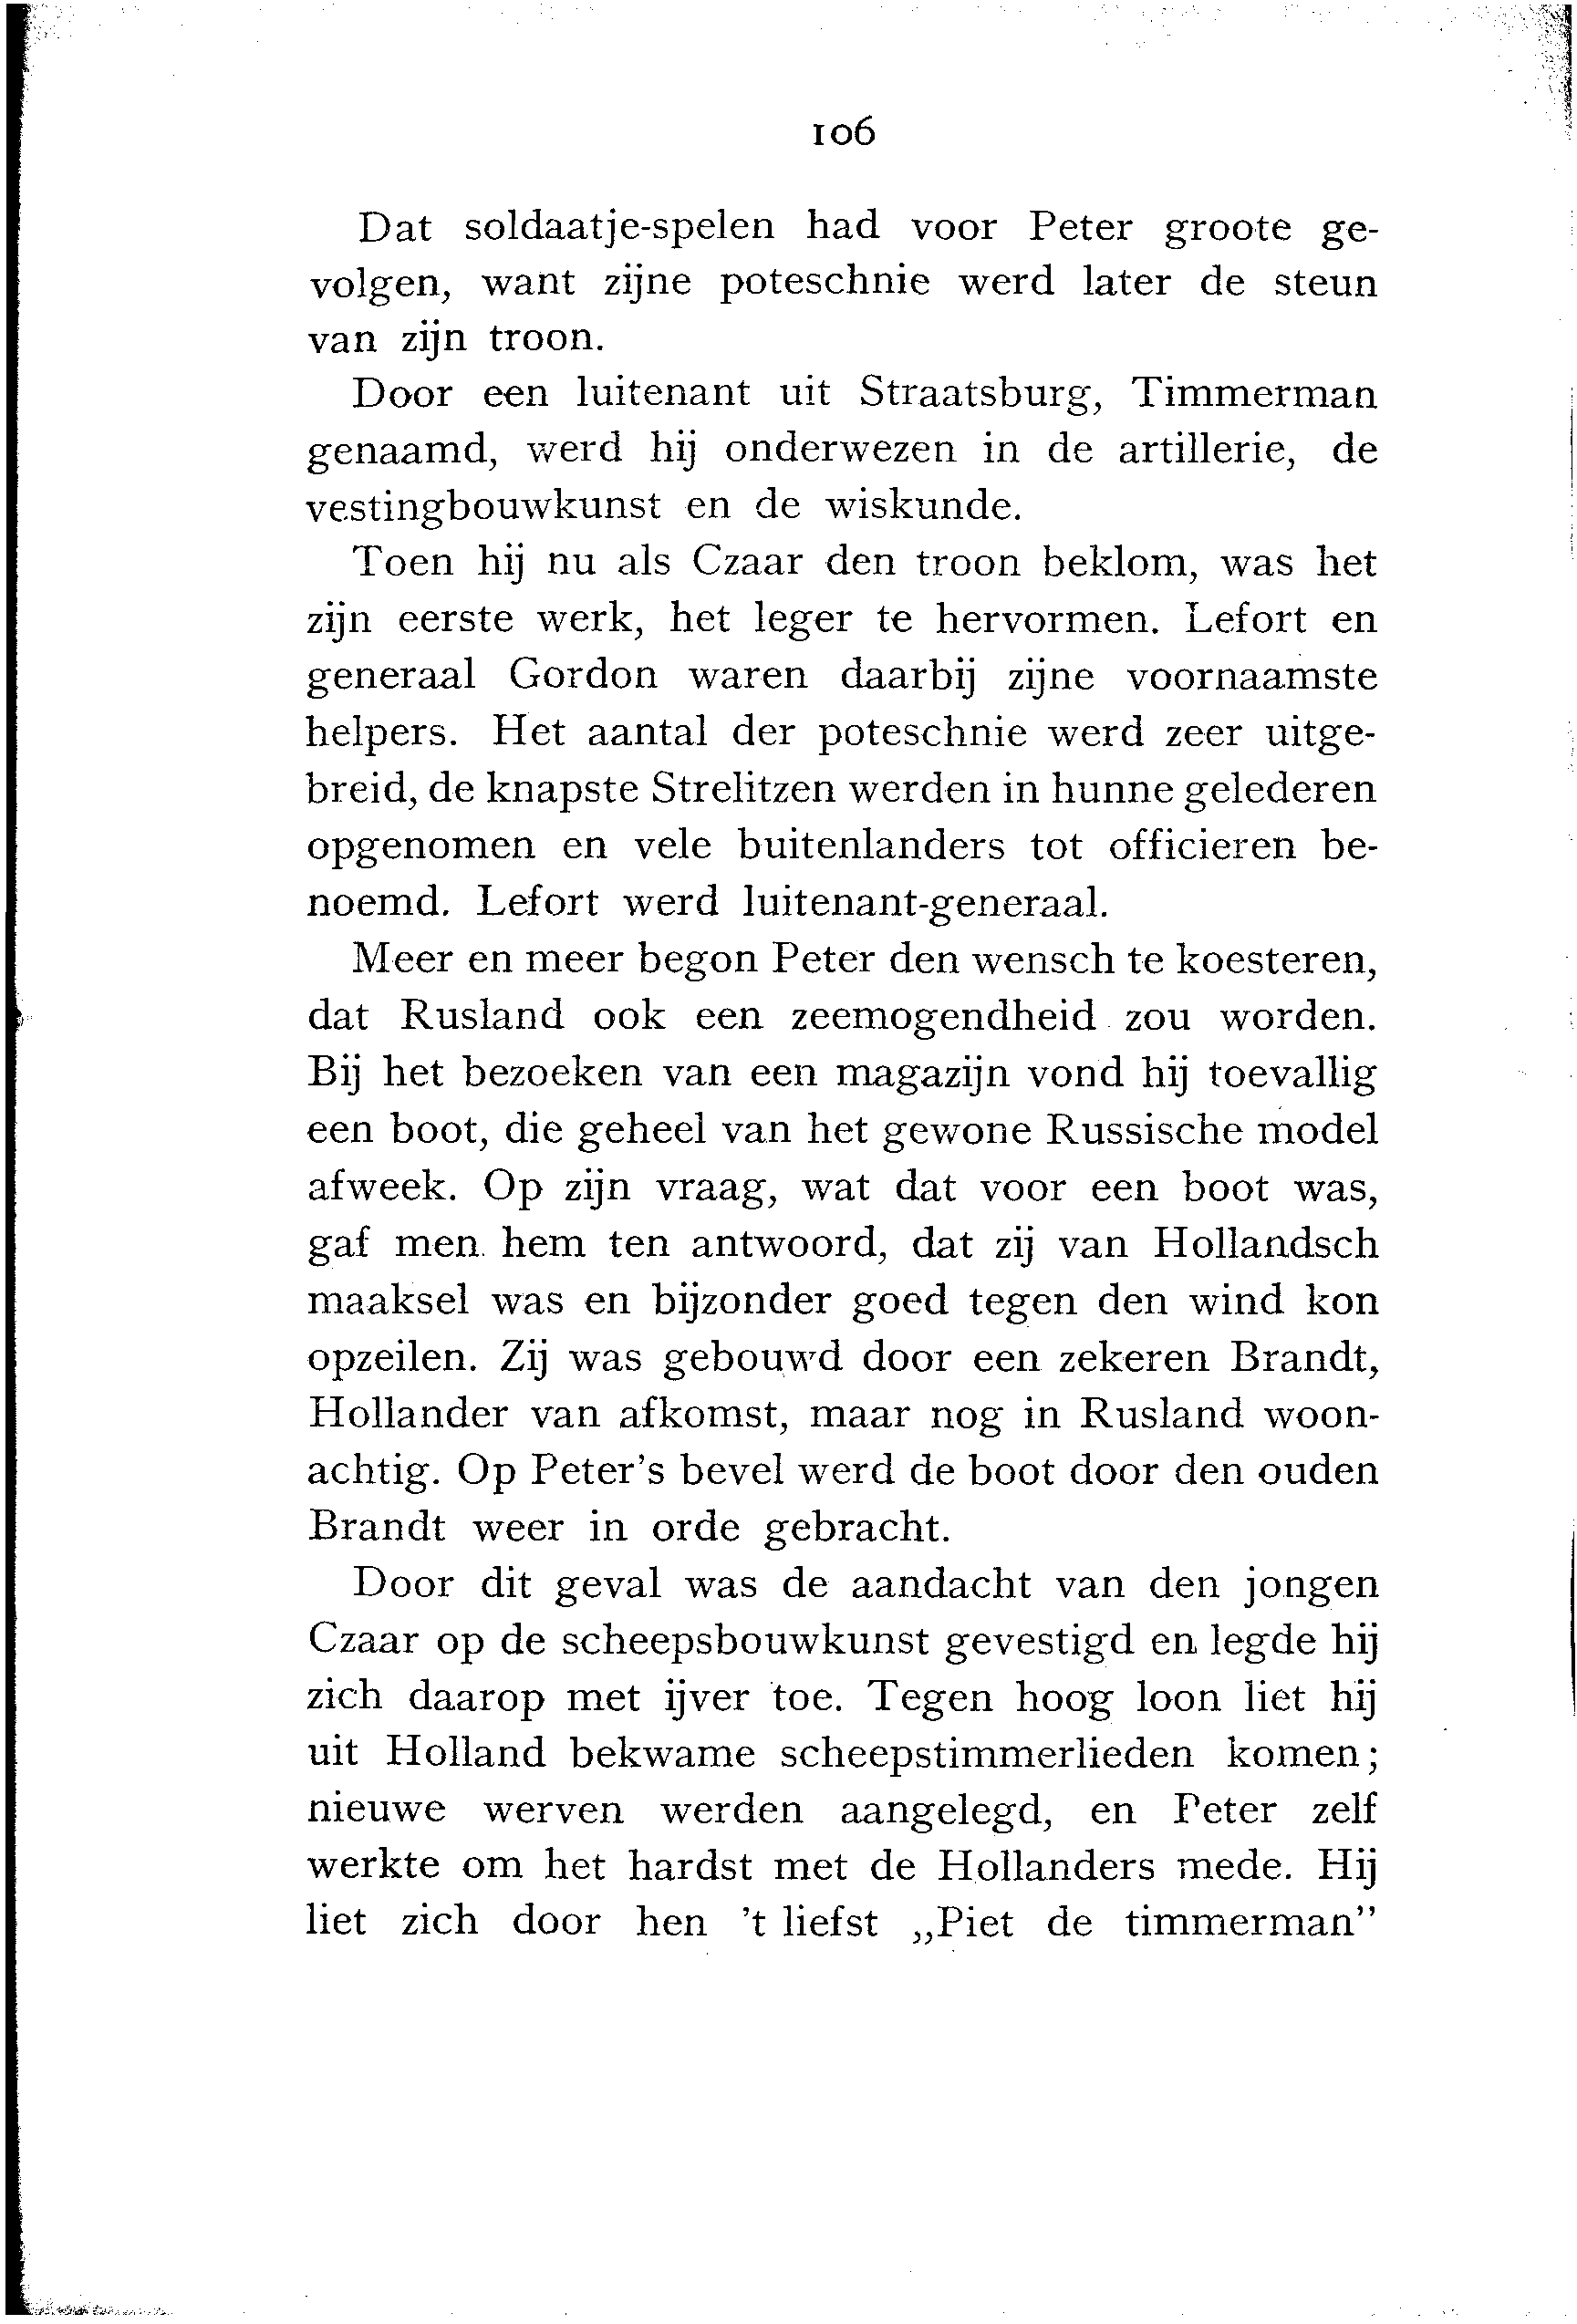 106
Dat soldaatje-spelen had voor Peter groote ge-
volgen, want zijne poteschnie werd later de steun
van zijn troon.
Door een luitenant uit Straatsburg, Timmerman
genaamd, werd hij onderwezen in de artillerie, de
vestingbouwkunst en de wiskunde.
Toen hij nu als Czaar den troon beklom, was het
zijn eerste werk, het leger te hervormen. Lefort en
generaal Gordon waren daarbij zijne voornaamste
helpers. Het aantal der poteschnie werd zeer uitge-
breid, de knapste Strelitzen werden in hunne gelederen
opgenomen en vele buitenlanders tot officieren be-
noemd. Lefort werd luitenant-generaal.
Meer en meer begon Peter den wensch te koesteren,
dat Rusland ook een zeemogendheid zou worden.
Bij het bezoeken van een magazijn vond hij toevallig
een boot, die geheel van het gewone Russische model
afweek. Op zijn vraag, wat dat voor een boot was,
gaf men hem ten antwoord, dat zij van Hollandsch
maaksel was en bijzonder goed tegen den wind kon
opzeilen. Zij was gebouwd door een zekeren Brandt,
Hollander van afkomst, maar nog in Rusland woon-
achtig. Op Peter's bevel werd de boot door den ouden
Brandt weer in orde gebracht.
Door dit geval was de aandacht van den jongen
Czaar op de scheepsbouwkunst gevestigd en legde hij
zich daarop met ijver toe. Tegen hoog loon liet hij
uit Holland bekwame scheepstimmerlieden komen;
nieuwe werven werden aangelegd, en Peter zelf
werkte om het hardst met de Hollanders mede. Hij
liet zich door hen 't liefst „Piet de timmerman”